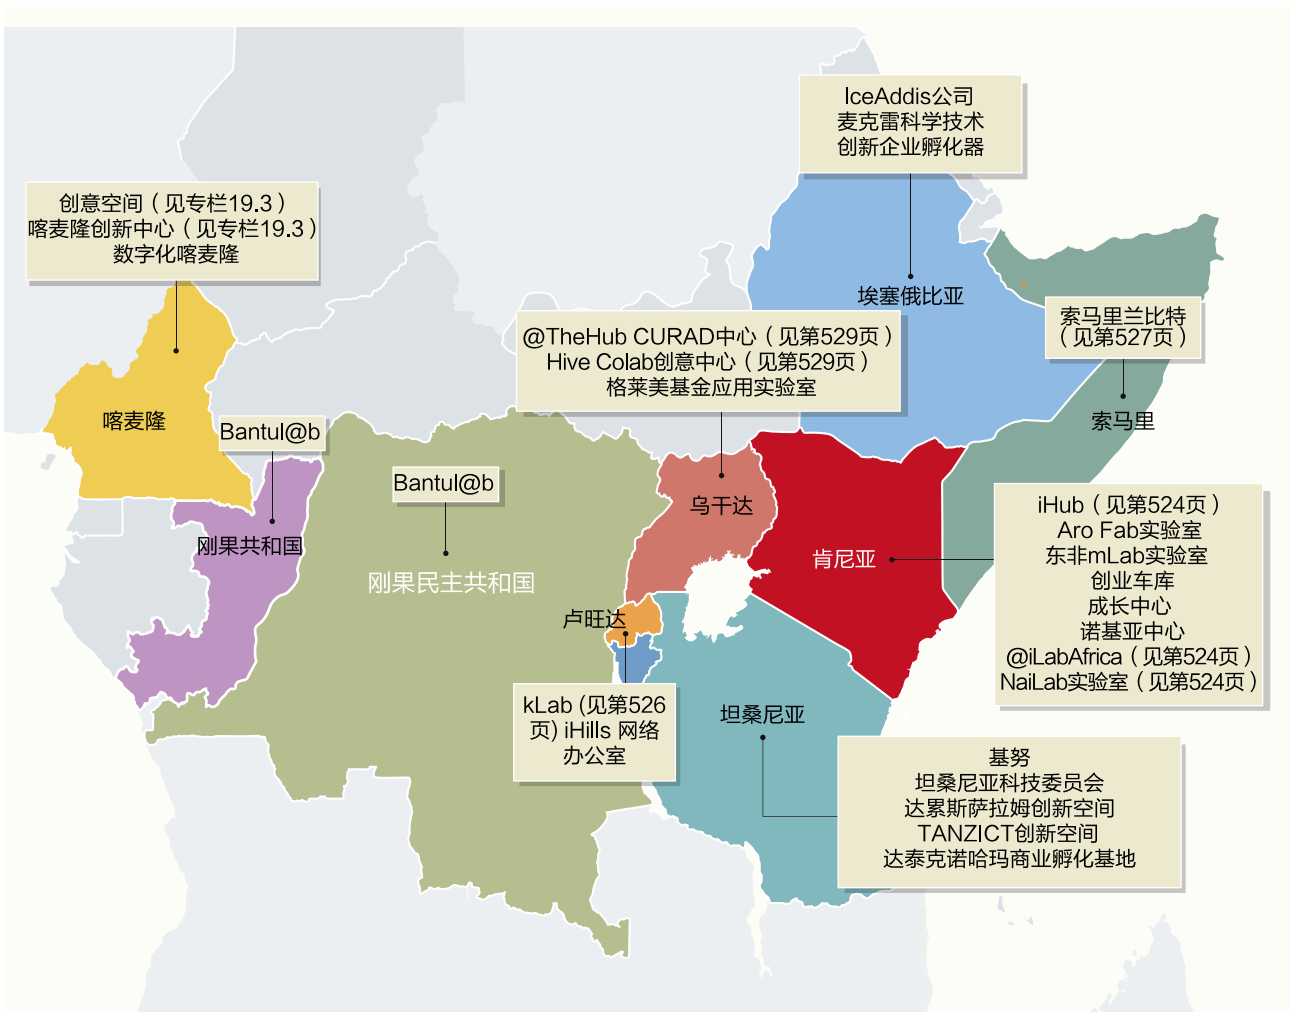 IceAddis公司
麦克雷科学技术
创新企业孵化器
创意空间（见专栏19.3）
喀麦隆创新中心（见专栏19.3）
数字化喀麦隆
埃塞俄比亚
索马里兰比特
（见第527页）
@TheHub CURAD中心（见第529页）
Hive Colab创意中心（见第529页）
格莱美基金应用实验室
喀麦隆
索马里
Bantul@b
Bantul@b
乌干达
iHub（见第524页）
Aro Fab实验室
东非mLab实验室
创业车库
成长中心
诺基亚中心
@iLabAfrica（见第524页）
NaiLab实验室（见第524页）
刚果共和国
肯尼亚
刚果民主共和国
卢旺达
kLab (见第526
页) iHills 网络
办公室
坦桑尼亚
基努
坦桑尼亚科技委员会
达累斯萨拉姆创新空间
TANZICT创新空间
达泰克诺哈玛商业孵化基地